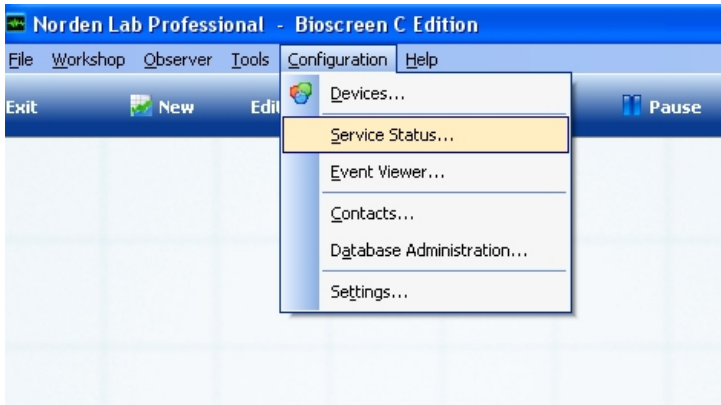 Norden Lab Professional - Bioscreen C Edition
File Workshop Observer Tools Configuration Help
Exit New Edit Pause
Devices...
Service Status...
Event Viewer...
Contacts...
Database Administration...
Settings...